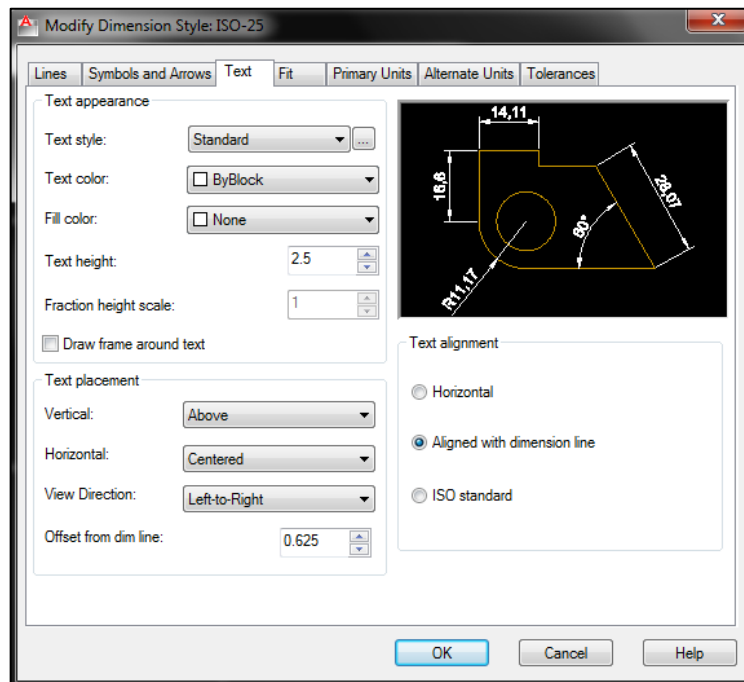 Modify Dimension Style: ISO-25
Lines Symbols and Arrows Text Fit Primary Units Alternate Units Tolerances
Text appearance
Text style: Standard ...
Text color: ByBlock
Fill color: None
Text height: 2.5
Fraction height scale: 1
Draw frame around text
Text placement
Vertical: Above
Horizontal: Centered
View Direction: Left-to-Right
Offset from dim line: 0.625
14,11
16,6
28,07
60°
R11,17
Text alignment
Horizontal
Aligned with dimension line
ISO standard
OK Cancel Help